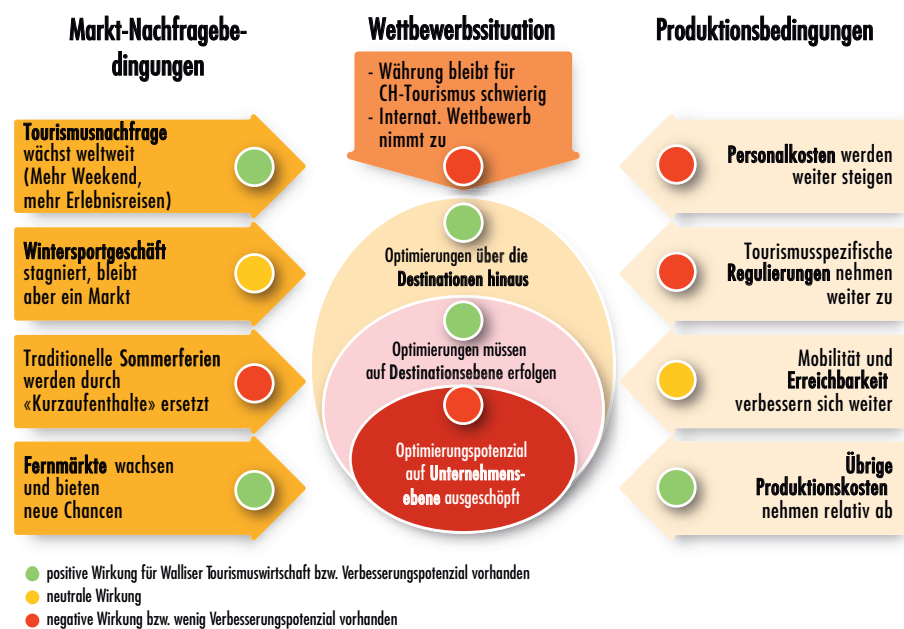 Markt-Nachfragebe-
dingungen
Tourismusnachfrage
wächst weltweit
(Mehr Weekend,
mehr Erlebnisreisen)
Wintersportgeschäft
stagniert, bleibt
aber ein Markt
Traditionelle Sommerferien
werden durch
«Kurzaufenthalte» ersetzt
Fernmärkte wachsen
und bieten
neue Chancen
Wettbewerbssituation
- Währung bleibt für
CH-Tourismus schwierig
- Internat. Wettbewerb
nimmt zu
Optimierungen über die
Destinationen hinaus
Optimierungen müssen
auf Destinationsebene erfolgen
Optimierungspotenzial
auf Unternehmens-
ebene ausgeschöpft
Produktionsbedingungen
Personalkosten werden
weiter steigen
Tourismusspezifische
Regulierungen nehmen
weiter zu
Mobilität und
Erreichbarkeit
verbessern sich weiter
Übrige
Produktionskosten
nehmen relativ ab
positive Wirkung für Walliser Tourismuswirtschaft bzw. Verbesserungspotenzial vorhanden
neutrale Wirkung
negative Wirkung bzw. wenig Verbesserungspotenzial vorhanden